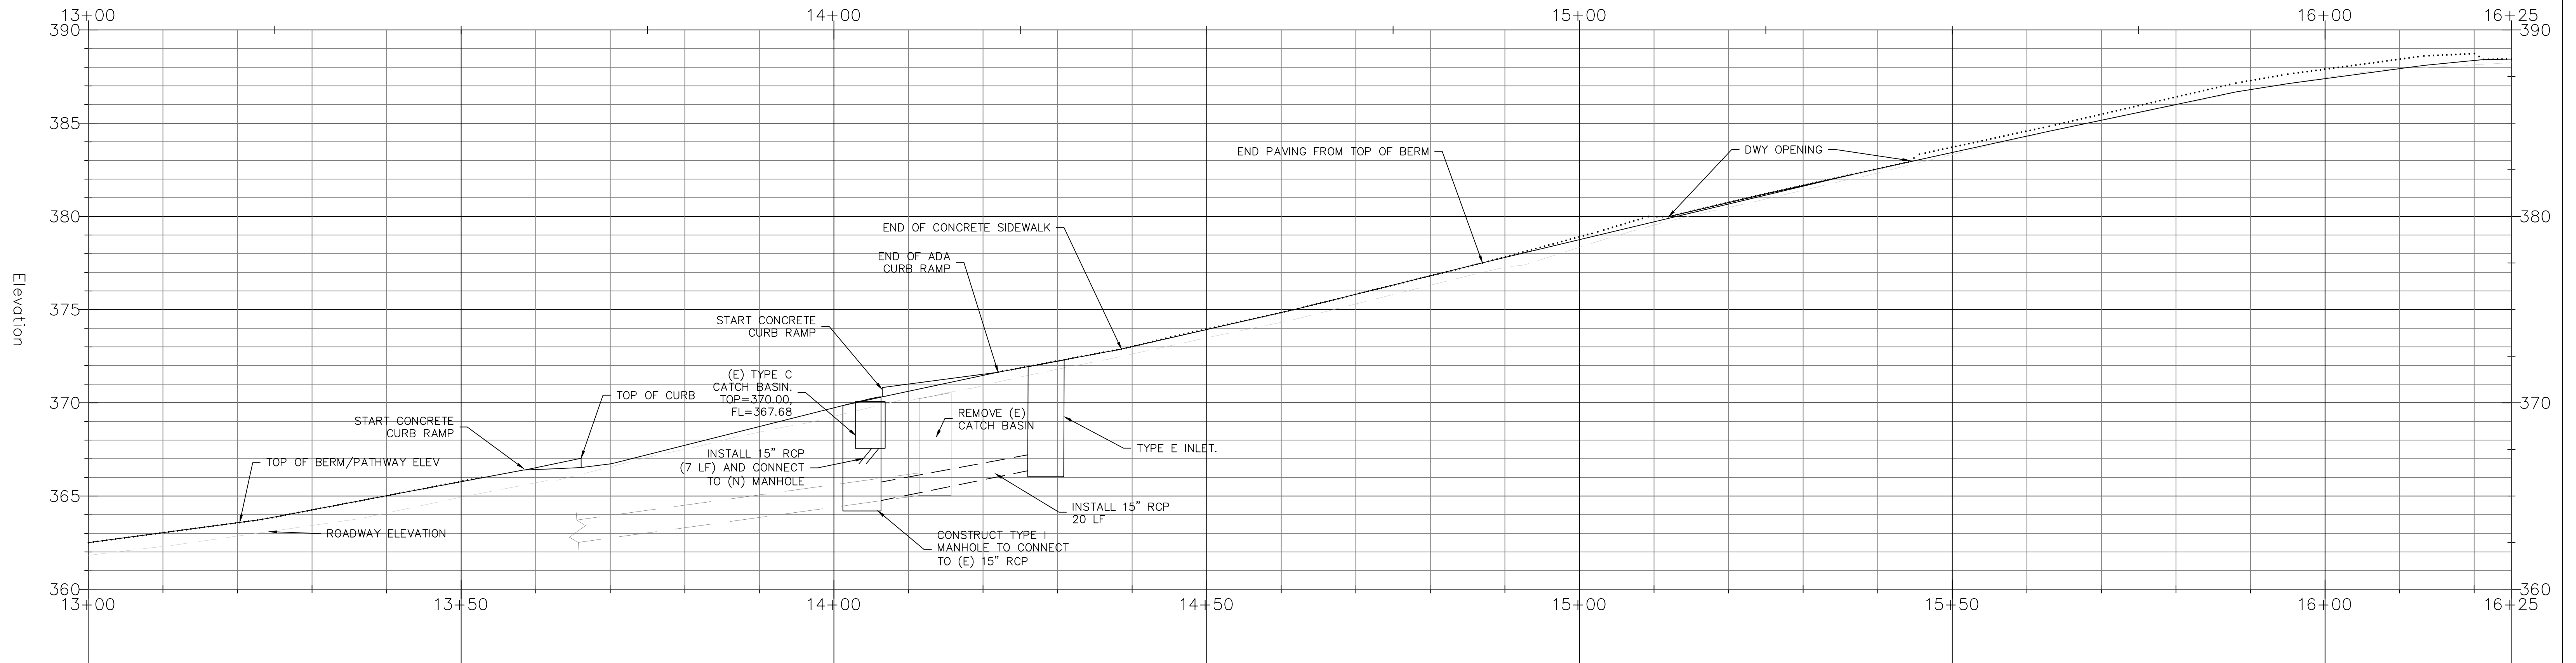 13+00
14+00
15+00
16+00
16+25
390
390
385
385
END PAVING FROM TOP OF BERM
DWY OPENING
380
380
END OF CONCRETE SIDEWALK
END OF ADA
CURB RAMP
Elevation
375
375
START CONCRETE
CURB RAMP
(E) TYPE C
CATCH BASIN.
TOP=370.00,
FL=367.68
TOP OF CURB
370
370
START CONCRETE
CURB RAMP
REMOVE (E)
CATCH BASIN
TYPE E INLET.
TOP OF BERM/PATHWAY ELEV
INSTALL 15" RCP
(7 LF) AND CONNECT
TO (N) MANHOLE
365
365
INSTALL 15" RCP
20 LF
ROADWAY ELEVATION
CONSTRUCT TYPE I
MANHOLE TO CONNECT
TO (E) 15" RCP
360
360
13+00
13+50
14+00
14+50
15+00
15+50
16+00
16+25